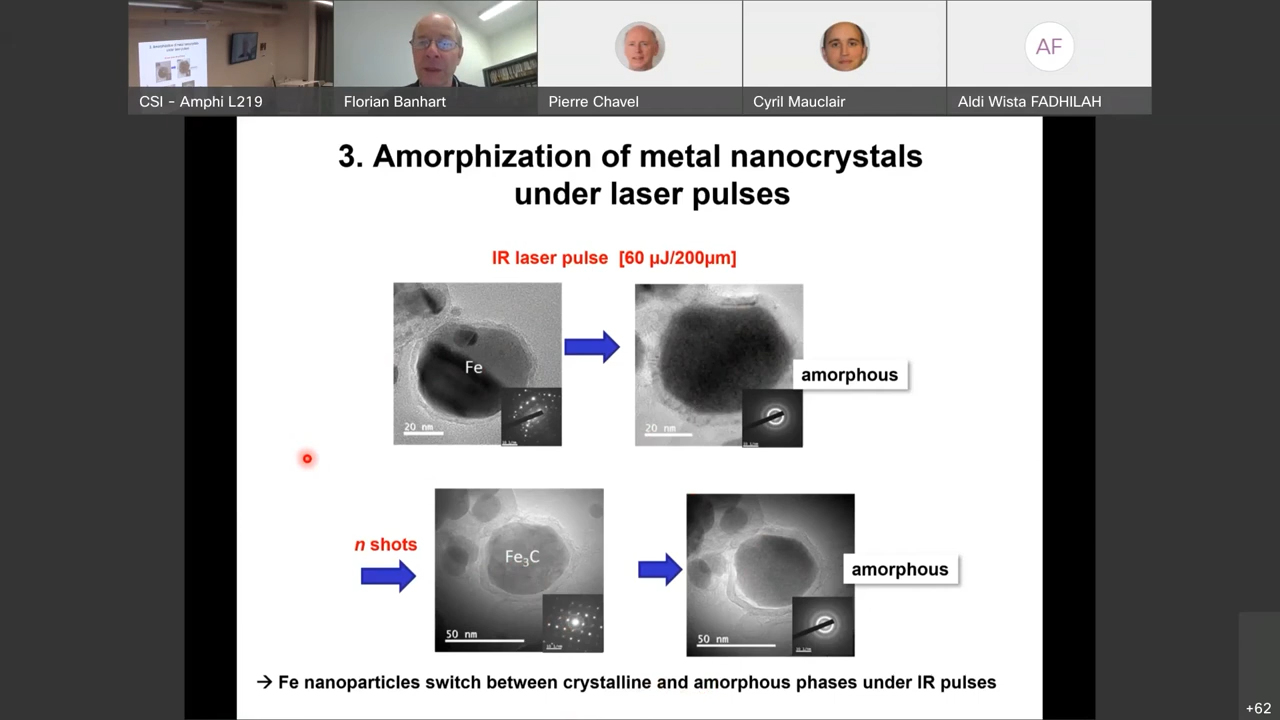 CSI - Amphi L219
Florian Banhart
Pierre Chavel
Cyril Mauclair
AF
Aldi Wista FADHILAH
3. Amorphization of metal nanocrystals
under laser pulses
IR laser pulse [60 µJ/200µm]
Fe
20 nm
20 nm
amorphous
n shots
Fe₃C
50 nm
50 nm
amorphous
→ Fe nanoparticles switch between crystalline and amorphous phases under IR pulses
+62